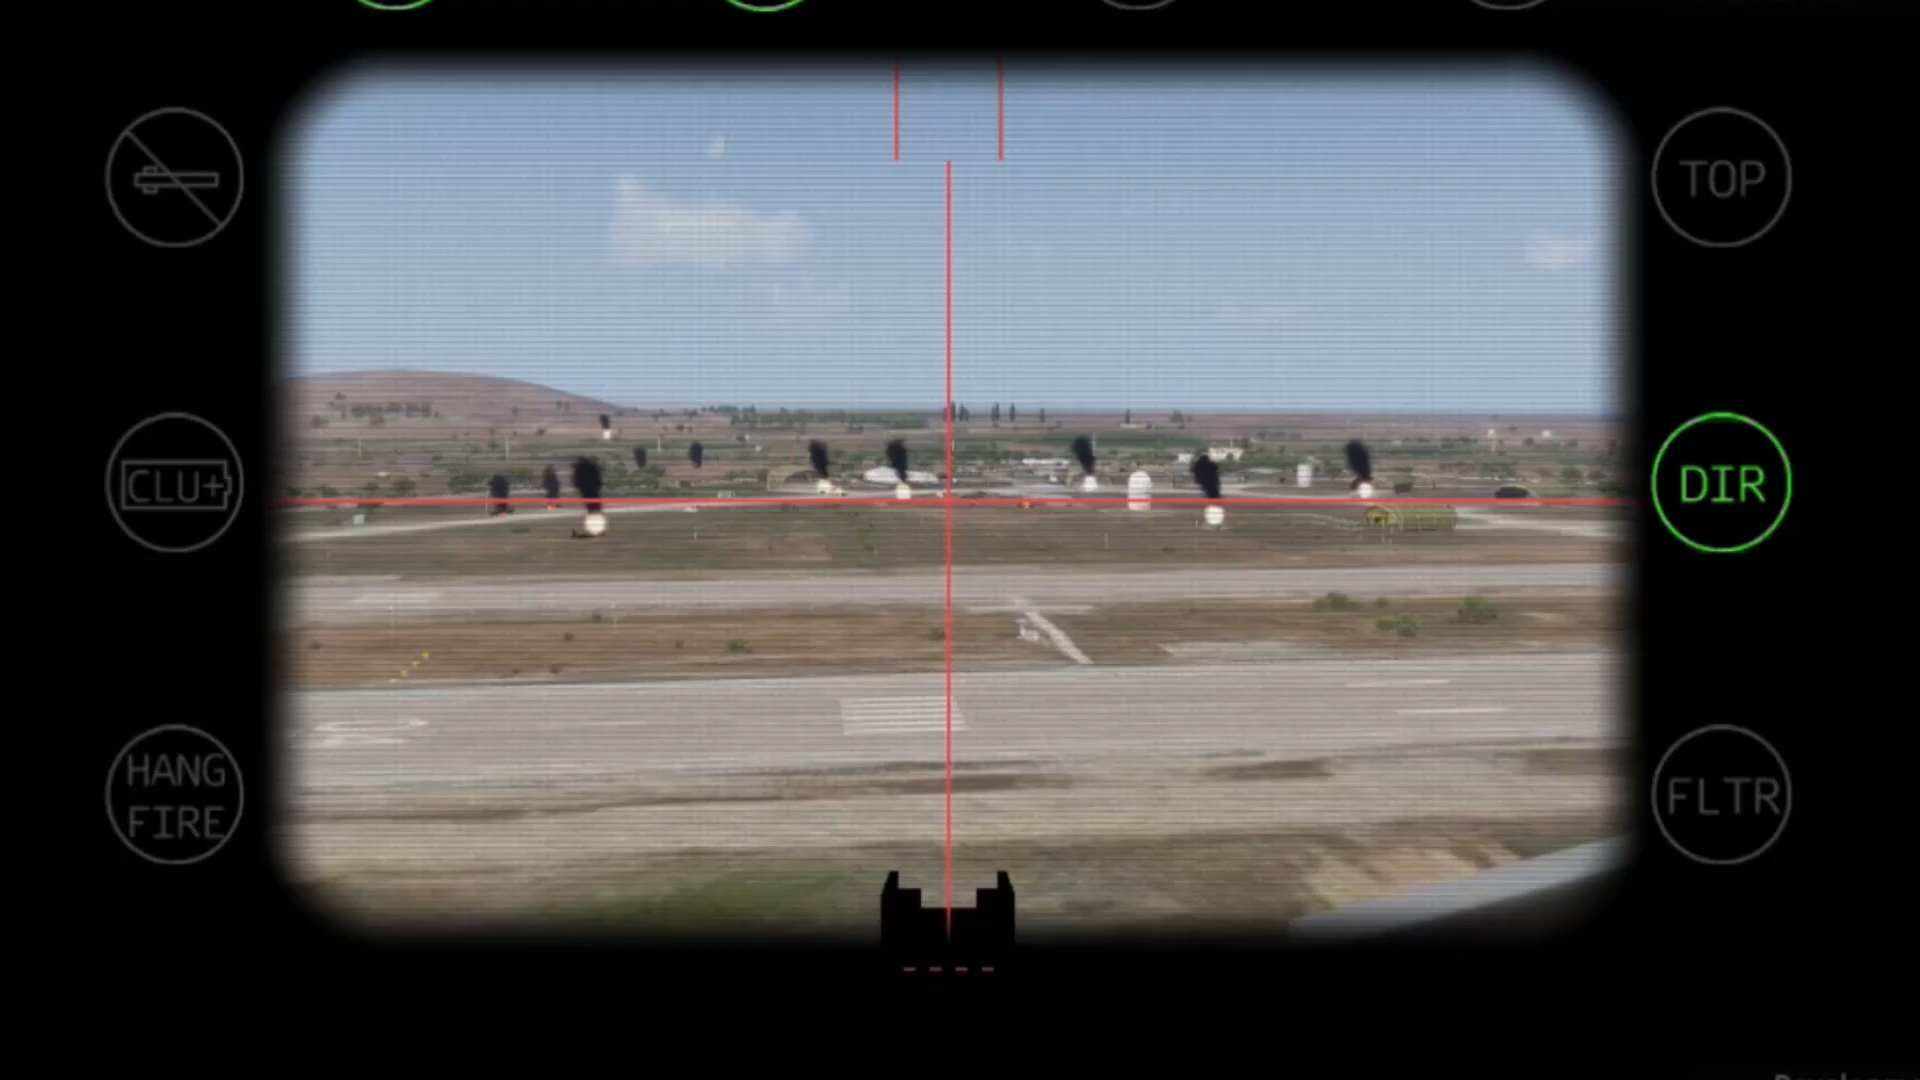 TOP
CLU+
DIR
HANG
FIRE
FLTR